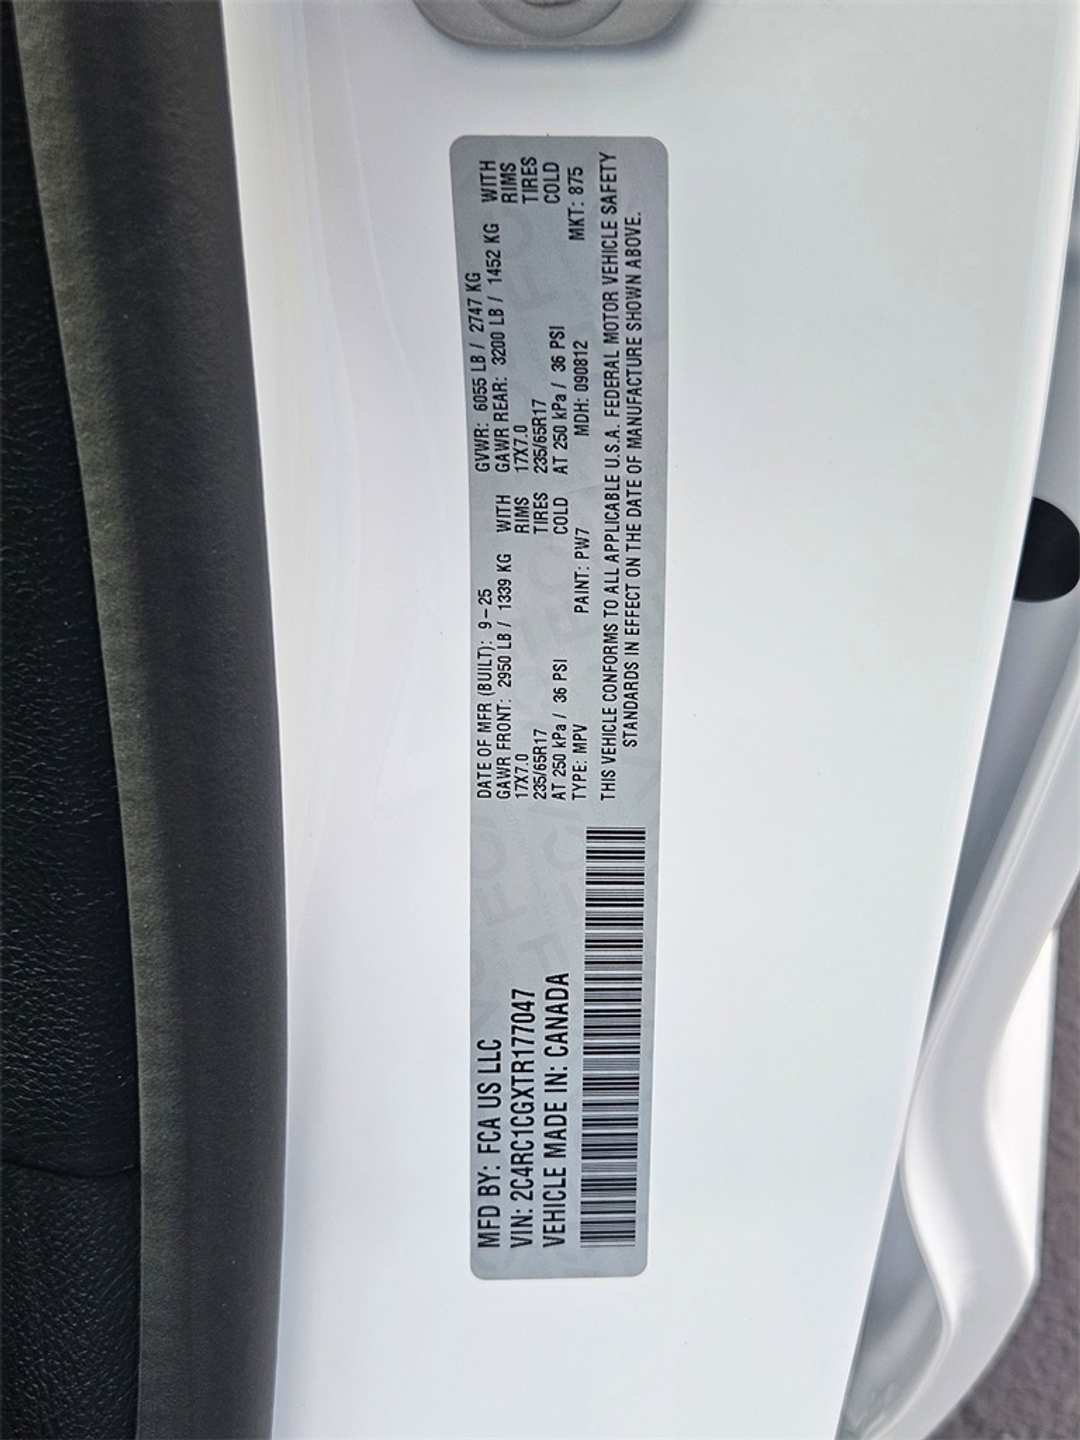 MFD BY: FCA US LLC
VIN: 2C4RC1CGXTR177047
VEHICLE MADE IN: CANADA
DATE OF MFR (BUILT): 9-25 GVWR: 6055 LB / 2747 KG
GAWR FRONT: 2950 LB / 1339 KG WITH GAWR REAR: 3200 LB / 1452 KG WITH
17X7.0 RIMS 17X7.0 RIMS
235/65R17 TIRES 235/65R17 TIRES
AT 250 kPa / 36 PSI COLD AT 250 kPa / 36 PSI COLD
TYPE: MPV PAINT: PW7 MDH: 090812 MKT: 875
THIS VEHICLE CONFORMS TO ALL APPLICABLE U.S.A. FEDERAL MOTOR VEHICLE SAFETY
STANDARDS IN EFFECT ON THE DATE OF MANUFACTURE SHOWN ABOVE.